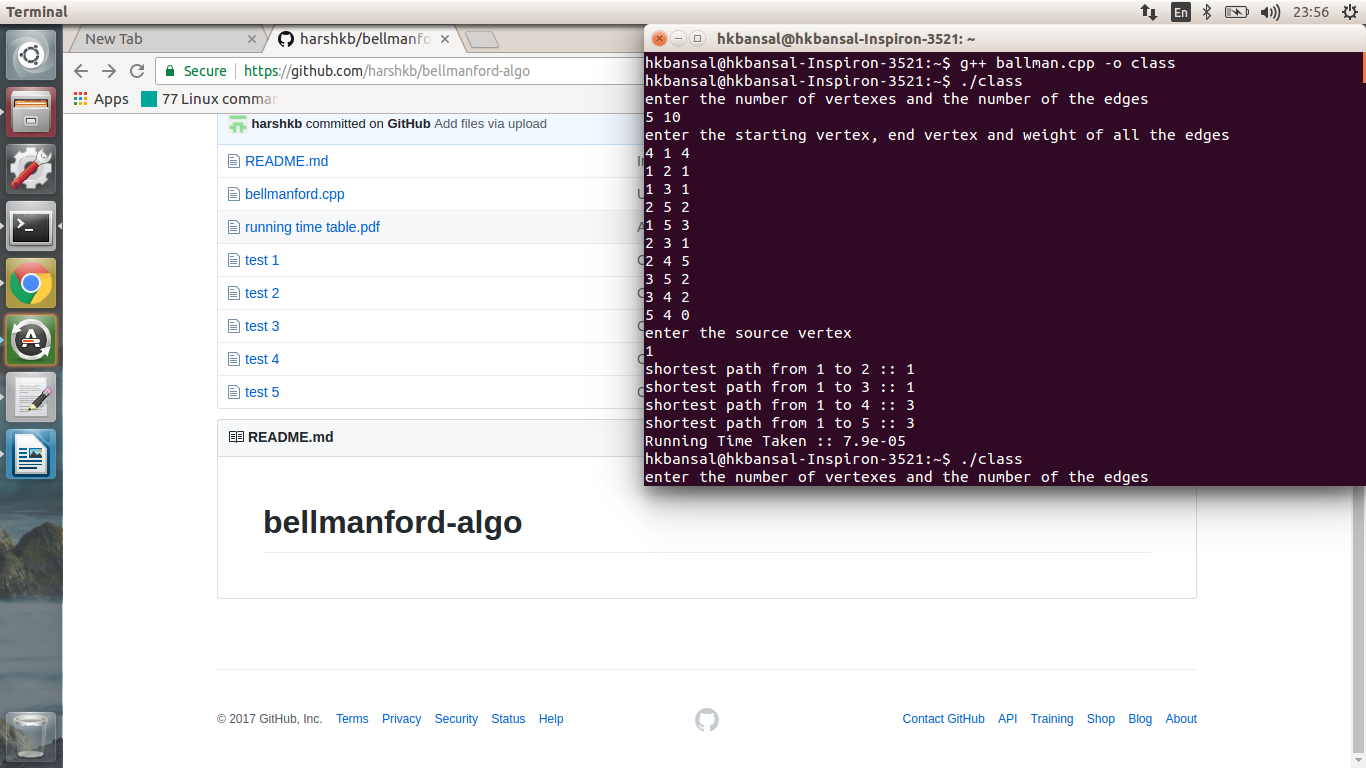 Terminal
En
23:56
New Tab
harshkb/bellmanfo
Secure
https://github.com/harshkb/bellmanford-algo
Apps
77 Linux commar
harshkb committed on GitHub Add files via upload
README.md
bellmanford.cpp
running time table.pdf
test 1
test 2
test 3
test 4
test 5
README.md
bellmanford-algo
© 2017 GitHub, Inc. Terms Privacy Security Status Help
Contact GitHub API Training Shop Blog About
hkbansal@hkbansal-Inspiron-3521: ~
hkbansal@hkbansal-Inspiron-3521:~$ g++ ballman.cpp -o class
hkbansal@hkbansal-Inspiron-3521:~$ ./class
enter the number of vertexes and the number of the edges
5 10
enter the starting vertex, end vertex and weight of all the edges
4 1 4
1 2 1
1 3 1
2 5 2
1 5 3
2 3 1
2 4 5
3 5 2
3 4 2
5 4 0
enter the source vertex
1
shortest path from 1 to 2 :: 1
shortest path from 1 to 3 :: 1
shortest path from 1 to 4 :: 3
shortest path from 1 to 5 :: 3
Running Time Taken :: 7.9e-05
hkbansal@hkbansal-Inspiron-3521:~$ ./class
enter the number of vertexes and the number of the edges